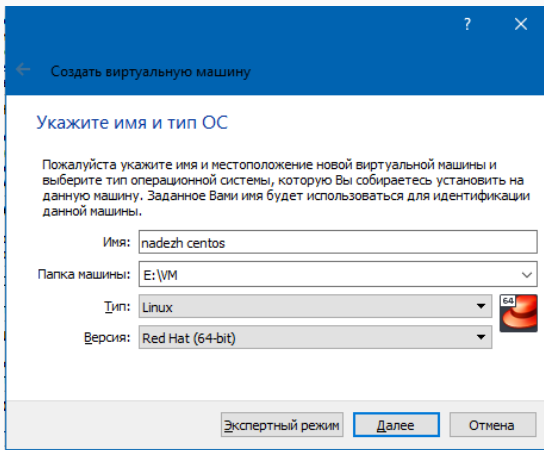 ?
Создать виртуальную машину
Укажите имя и тип ОС
Пожалуйста укажите имя и местоположение новой виртуальной машины и
выберите тип операционной системы, которую Вы собираетесь установить на
данную машину. Заданное Вами имя будет использоваться для идентификации
данной машины.
Имя: nadezh centos
Папка машины: E:\VM
Тип: Linux
64
Версия: Red Hat (64-bit)
Экспертный режим Далее Отмена